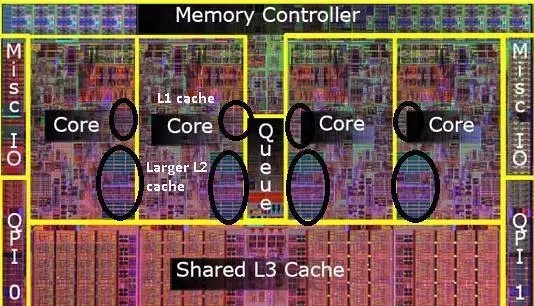 Memory Controller
Misc IO
Core
L1 cache
Core
Queue
Core
Core
Misc IO
Larger L2
cache
QPI 0
Shared L3 Cache
QPI 1